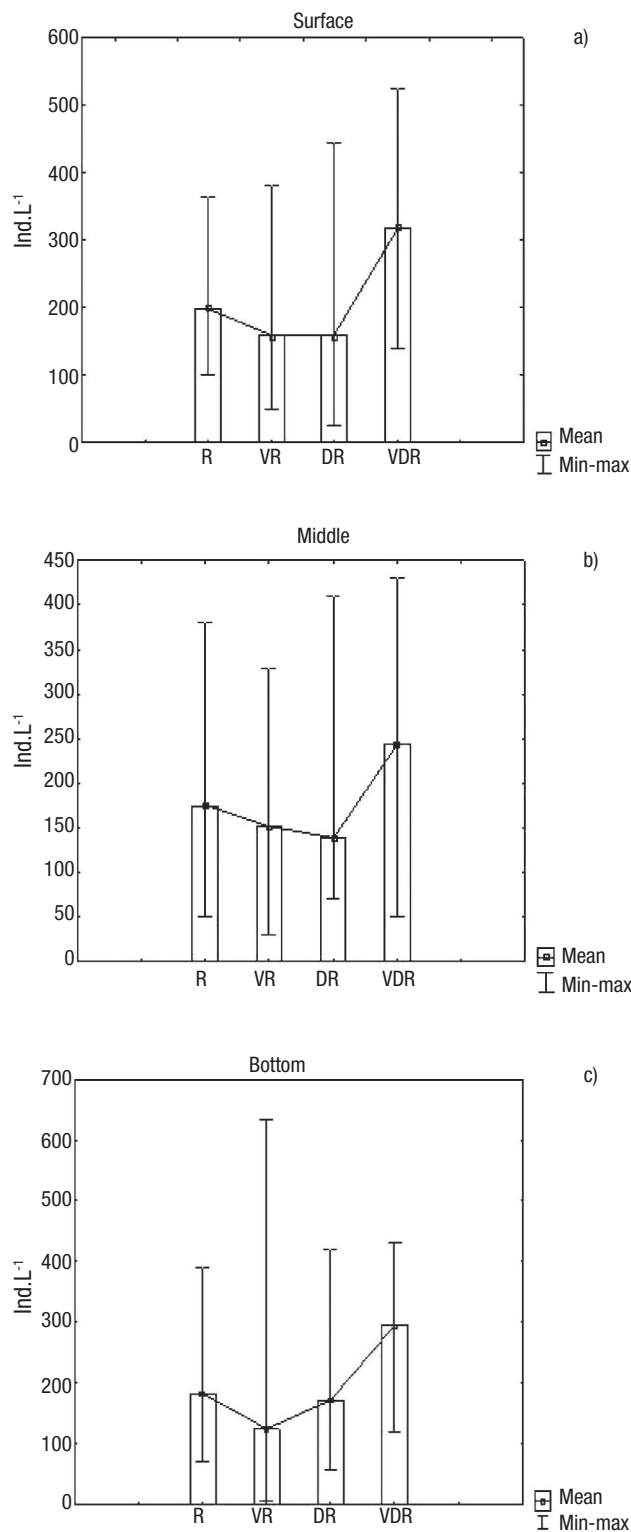 Surface
a)
600
500
400
300
200
100
0
Ind.L-1
R VR DR VDR
Mean
Min-max
Middle
b)
450
400
350
300
250
200
150
100
50
0
Ind.L-1
R VR DR VDR
Mean
Min-max
Bottom
c)
700
600
500
400
300
200
100
0
Ind.L-1
R VR DR VDR
Mean
Min-max